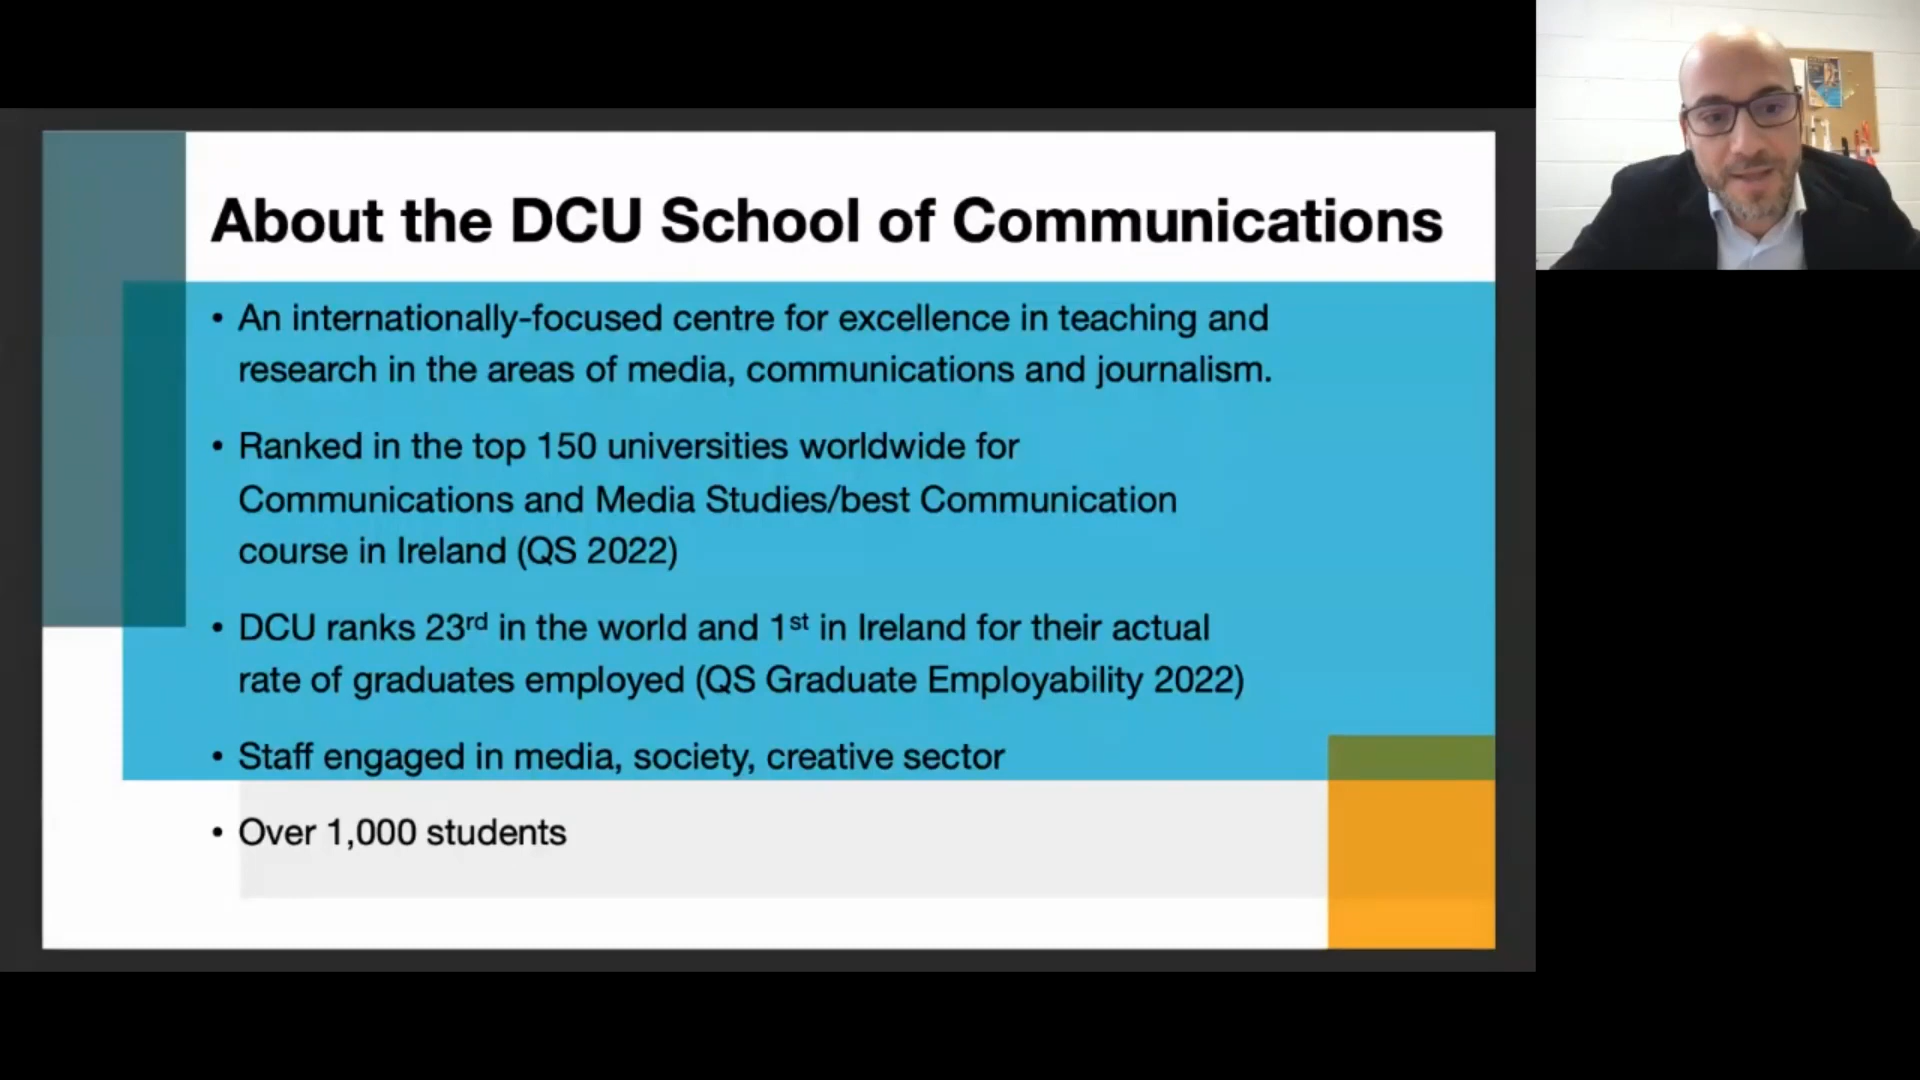 About the DCU School of Communications
• An internationally-focused centre for excellence in teaching and
research in the areas of media, communications and journalism.
• Ranked in the top 150 universities worldwide for
Communications and Media Studies/best Communication
course in Ireland (QS 2022)
• DCU ranks 23rd in the world and 1st in Ireland for their actual
rate of graduates employed (QS Graduate Employability 2022)
• Staff engaged in media, society, creative sector
• Over 1,000 students